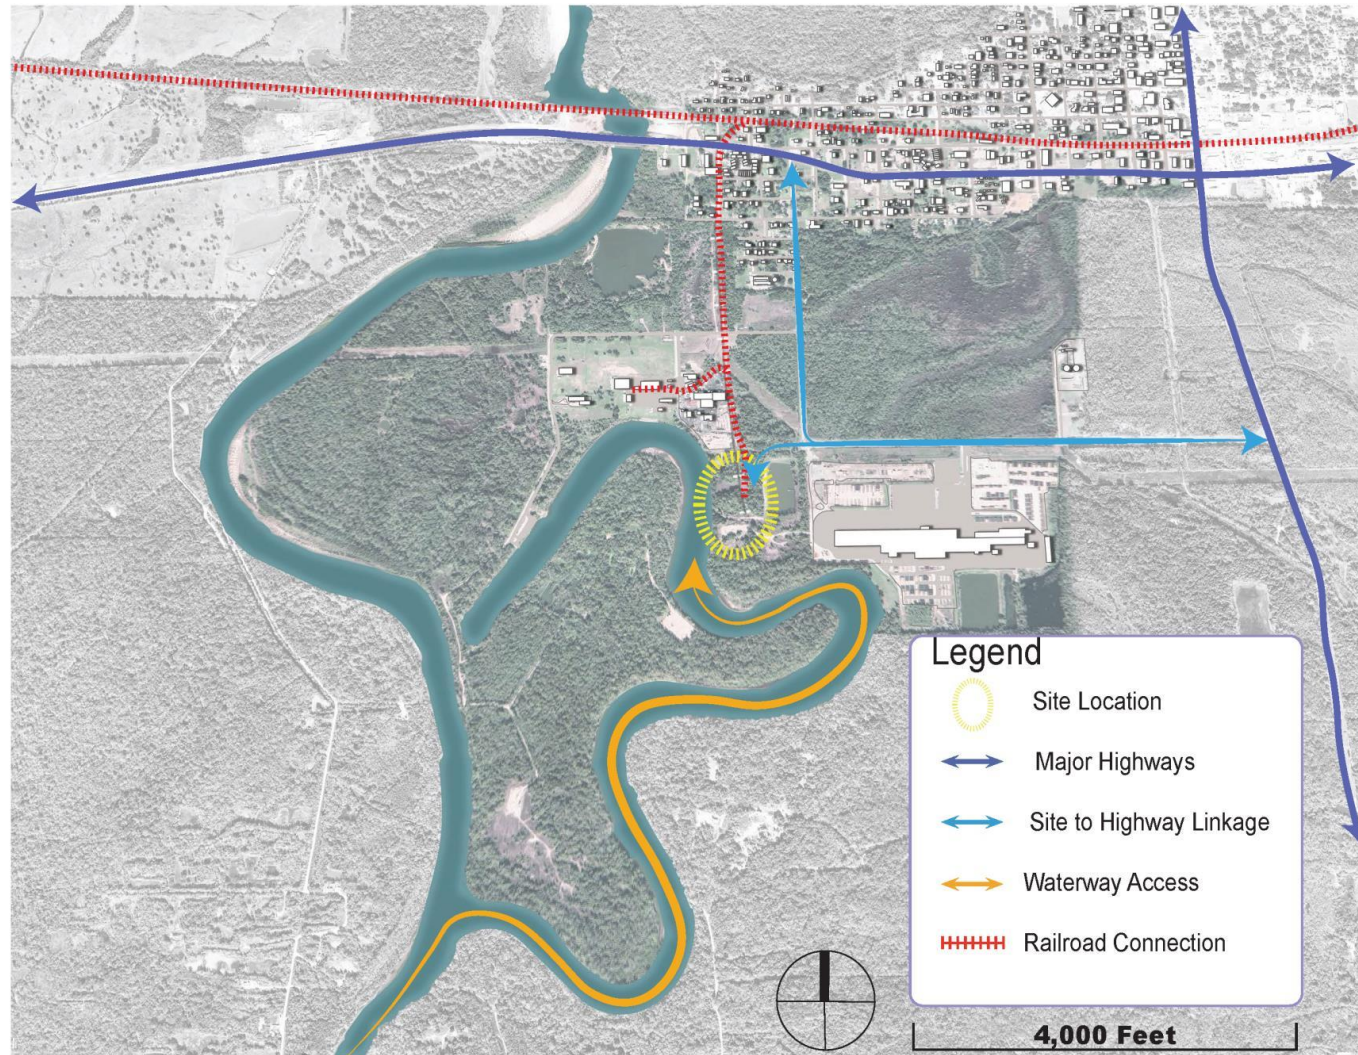 Legend
Site Location
Major Highways
Site to Highway Linkage
Waterway Access
Railroad Connection
4,000 Feet